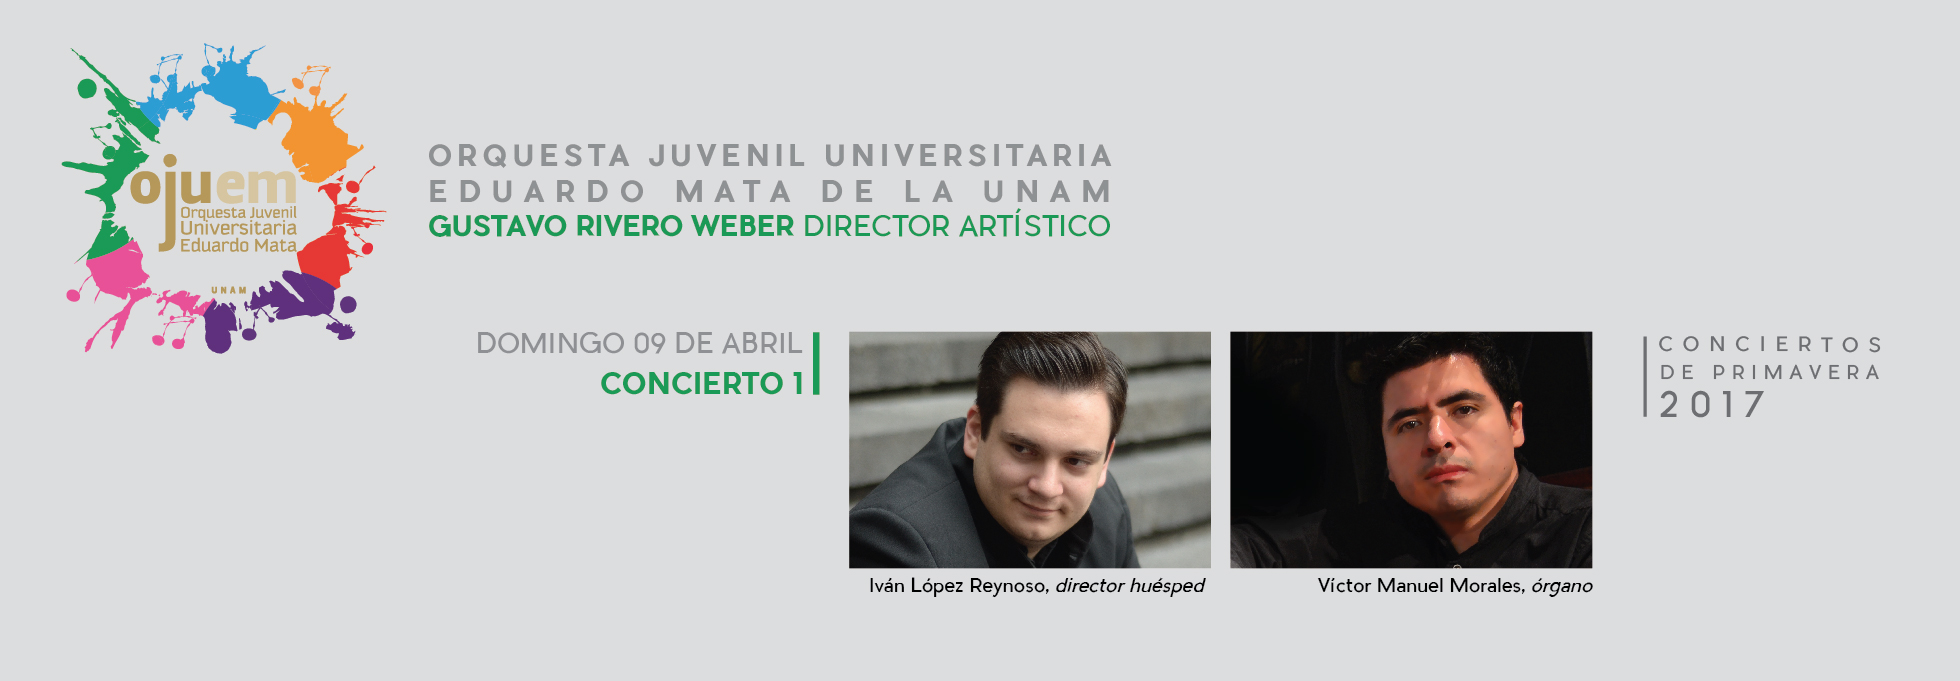 ojuem
Orquesta Juvenil
Universitaria
Eduardo Mata
UNAM
ORQUESTA JUVENIL UNIVERSITARIA
EDUARDO MATA DE LA UNAM
GUSTAVO RIVERO WEBER DIRECTOR ARTÍSTICO
DOMINGO 09 DE ABRIL
CONCIERTO 1
Iván López Reynoso, director huésped
Víctor Manuel Morales, órgano
CONCIERTOS
DE PRIMAVERA
2017